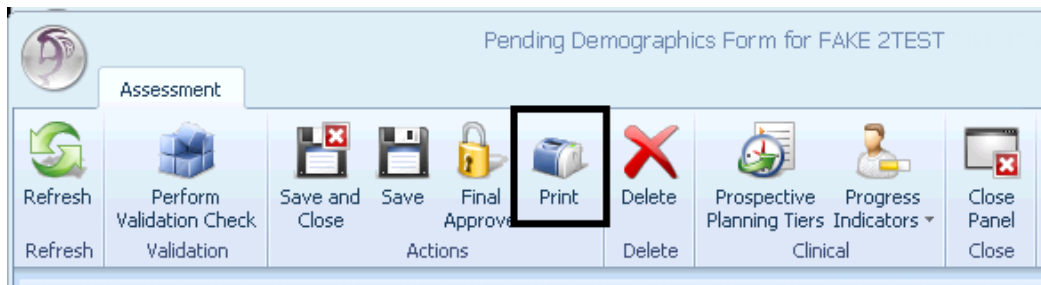 Pending Demographics Form for FAKE 2TEST
Assessment
Refresh
Perform
Validation Check
Save and
Close
Save
Final
Approve
Print
Delete
Prospective
Planning Tiers
Progress
Indicators
Close
Panel
Refresh
Validation
Actions
Delete
Clinical
Close